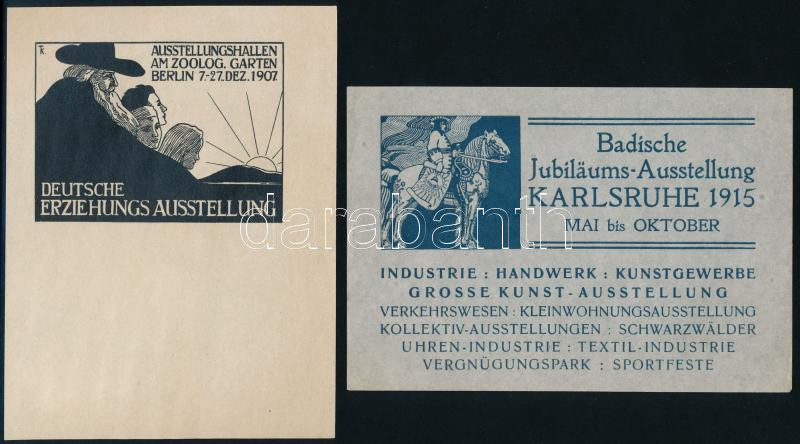 TK
AUSSTELLUNGSHALLEN
AM ZOOLOG. GARTEN
BERLIN 7-27. DEZ. 1907.
DEUTSCHE
ERZIEHUNGS AUSSTELLUNG
Badische
Jubiläums-Ausstellung
KARLSRUHE 1915
MAI bis OKTOBER
INDUSTRIE : HANDWERK : KUNSTGEWERBE
GROSSE KUNST-AUSSTELLUNG
VERKEHRSWESEN : KLEINWOHNUNGSAUSSTELLUNG
KOLLEKTIV-AUSSTELLUNGEN : SCHWARZWÄLDER
UHREN-INDUSTRIE : TEXTIL-INDUSTRIE
VERGNÜGUNGSPARK : SPORTFESTE
darabanth